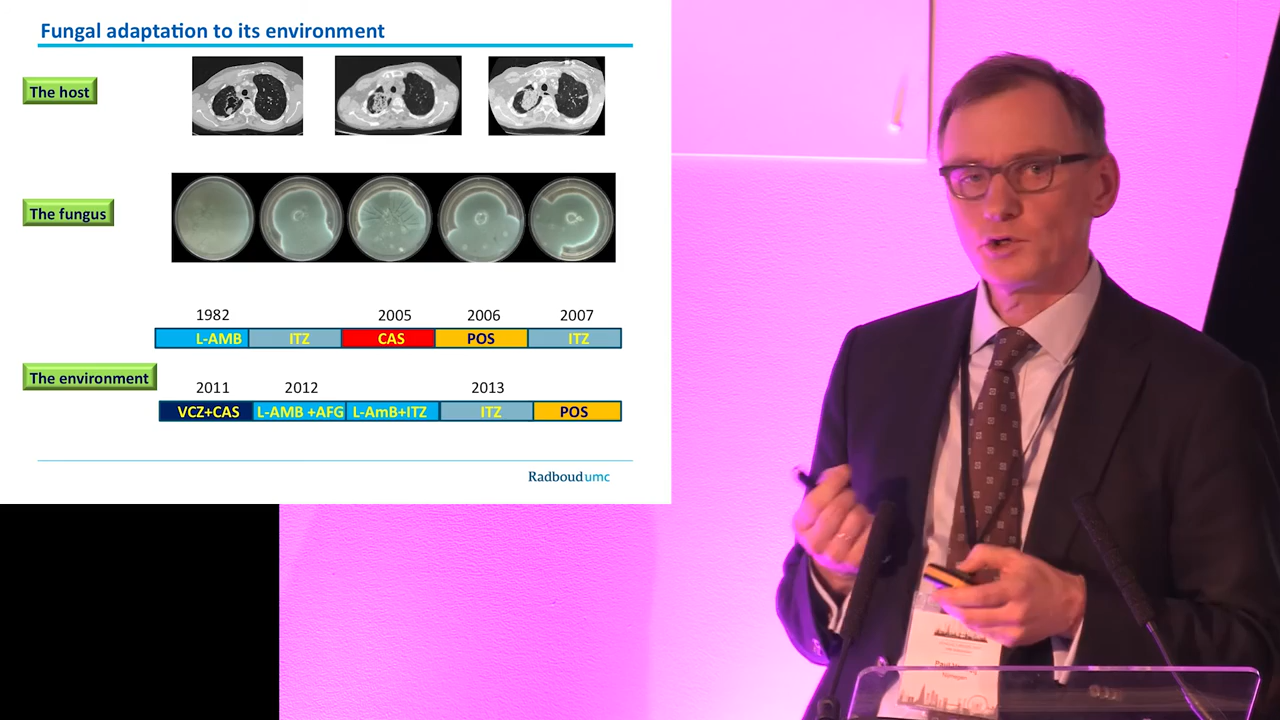 Fungal adaptation to its environment
The host
The fungus
1982 2005 2006 2007
L-AMB ITZ CAS POS ITZ
The environment
2011 2012 2013
VCZ+CAS L-AMB +AFG L-AmB+ITZ ITZ POS
Radboudumc
Nijmegen